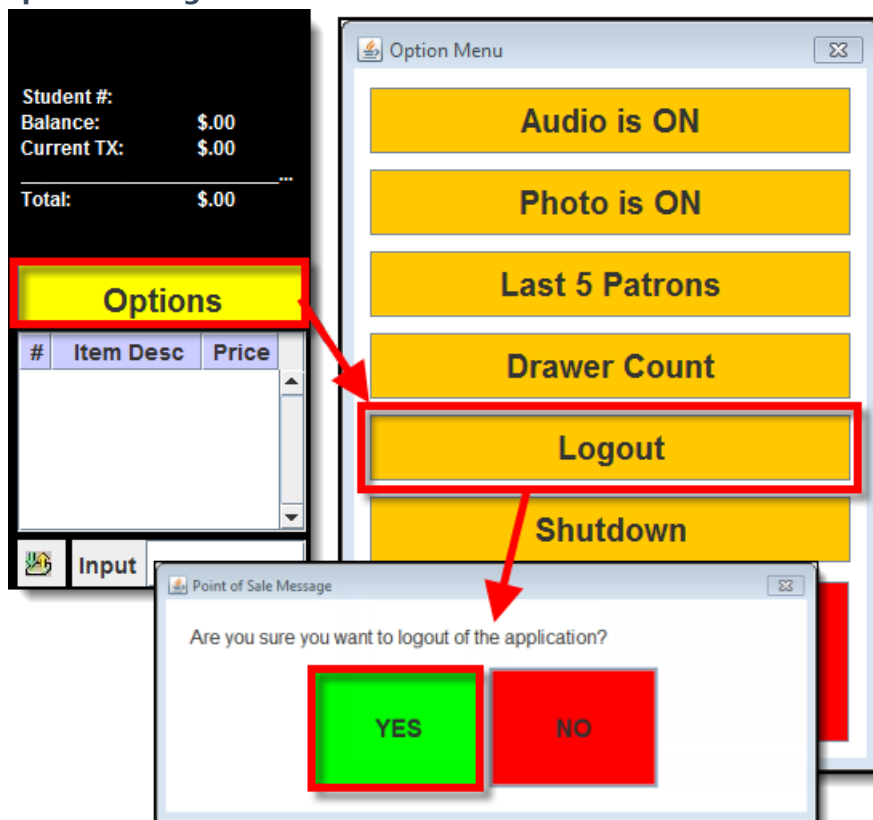 Option Menu
Student #:
Balance: $.00
Current TX: $.00
...
Total: $.00
Options
# Item Desc Price
Input
Audio is ON
Photo is ON
Last 5 Patrons
Drawer Count
Logout
Shutdown
Point of Sale Message
Are you sure you want to logout of the application?
YES NO